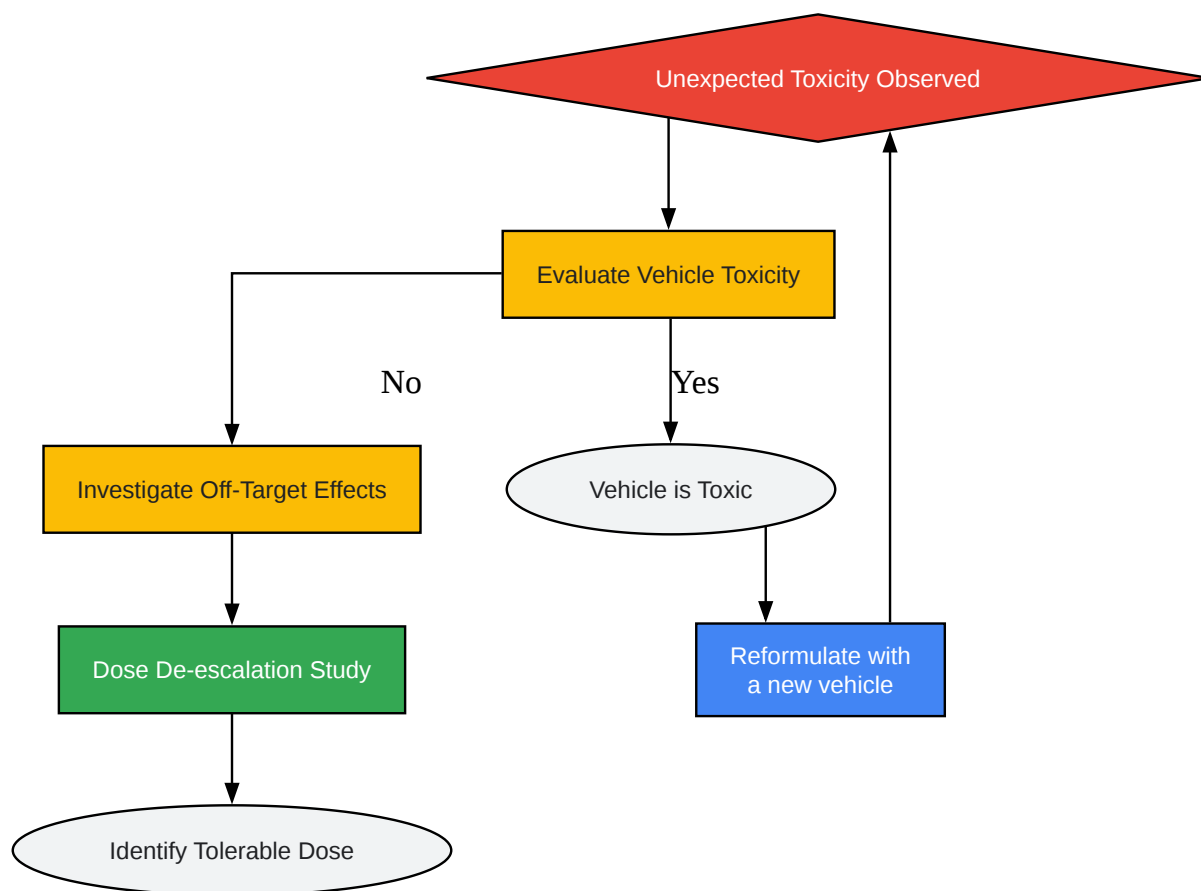 Unexpected Toxicity Observed
Evaluate Vehicle Toxicity
No
Yes
Investigate Off-Target Effects
Vehicle is Toxic
Dose De-escalation Study
Reformulate with
a new vehicle
Identify Tolerable Dose